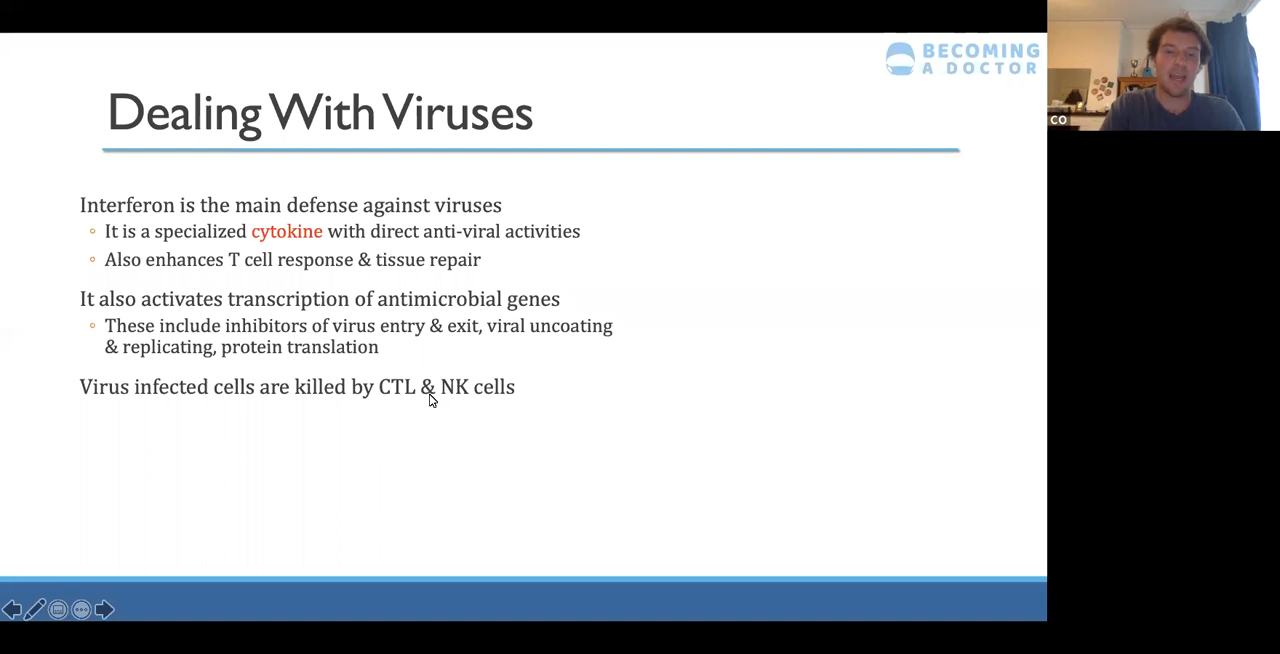 BECOMING
A DOCTOR
Dealing With Viruses
Interferon is the main defense against viruses
◦ It is a specialized cytokine with direct anti-viral activities
◦ Also enhances T cell response & tissue repair
It also activates transcription of antimicrobial genes
◦ These include inhibitors of virus entry & exit, viral uncoating
& replicating, protein translation
Virus infected cells are killed by CTL & NK cells
CO